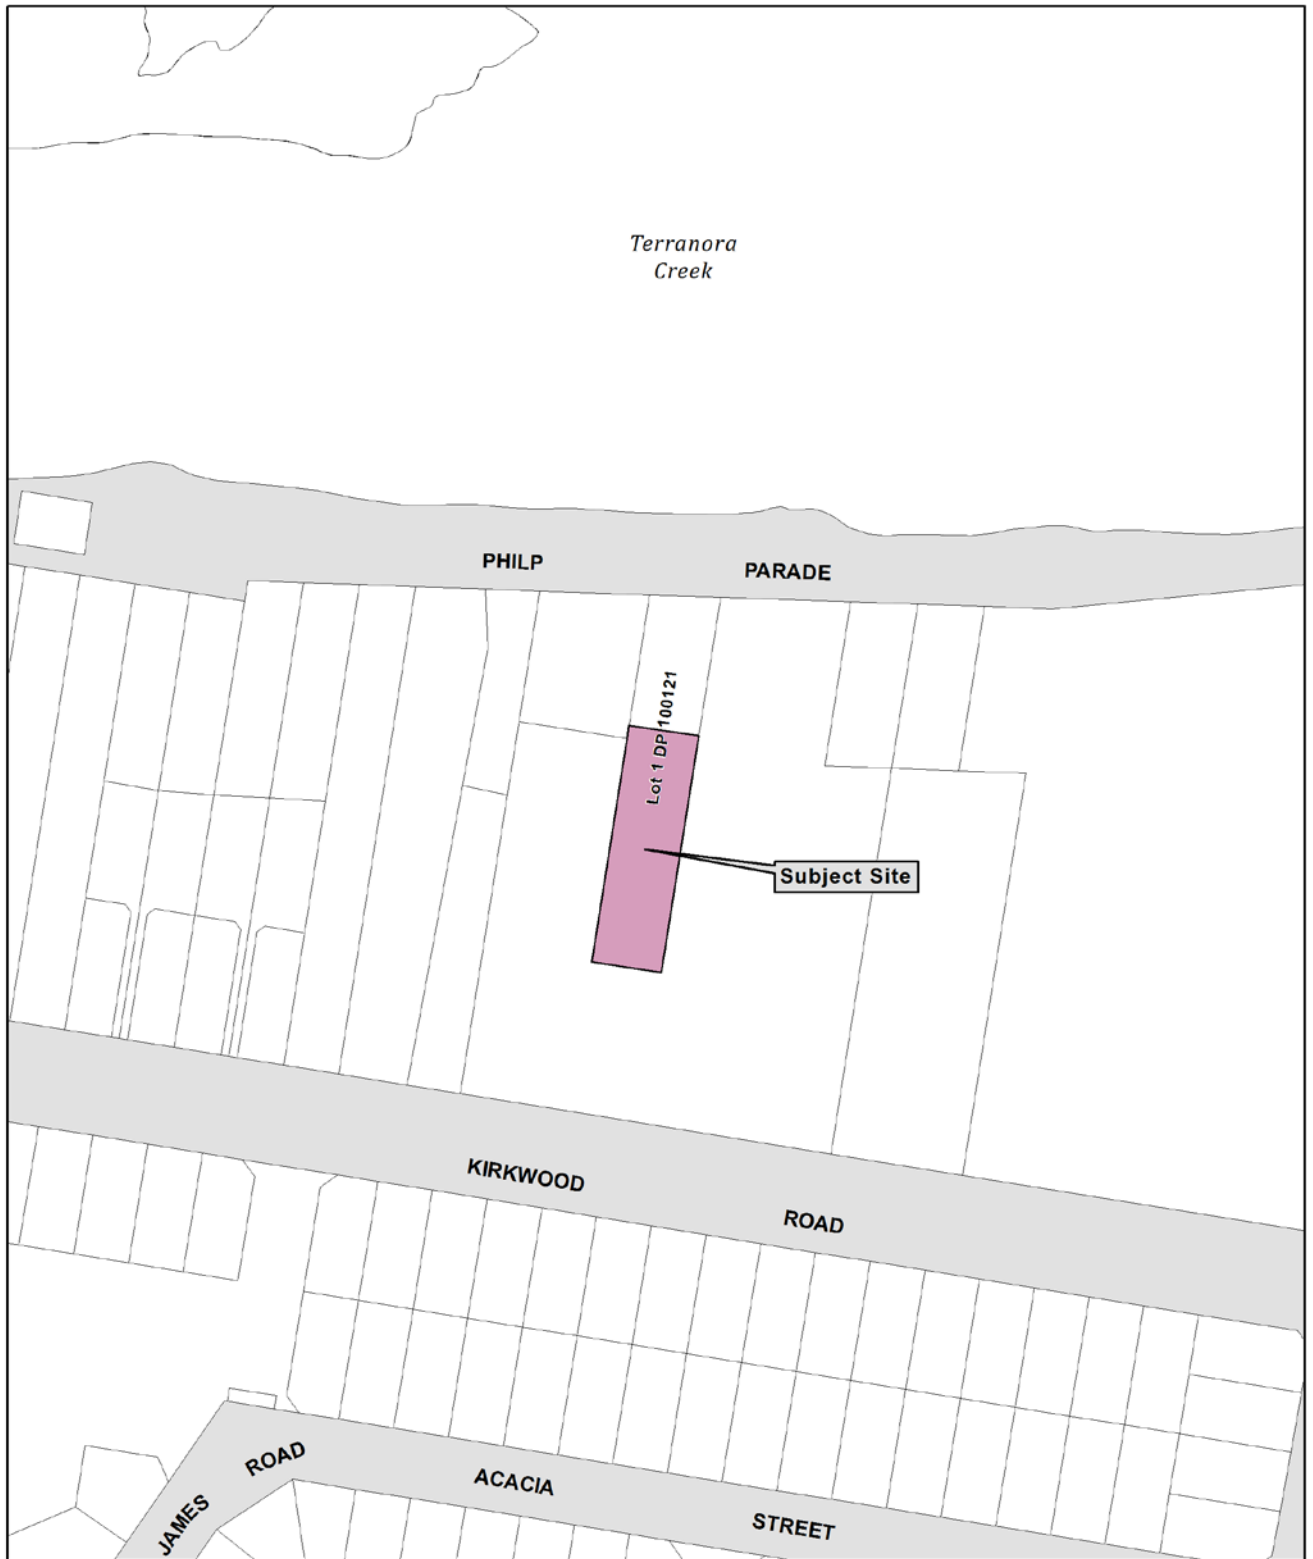 Terranora
Creek
PHILP PARADE
Lot 1 DP 100121
Subject Site
KIRKWOOD ROAD
JAMES ROAD
ACACIA STREET